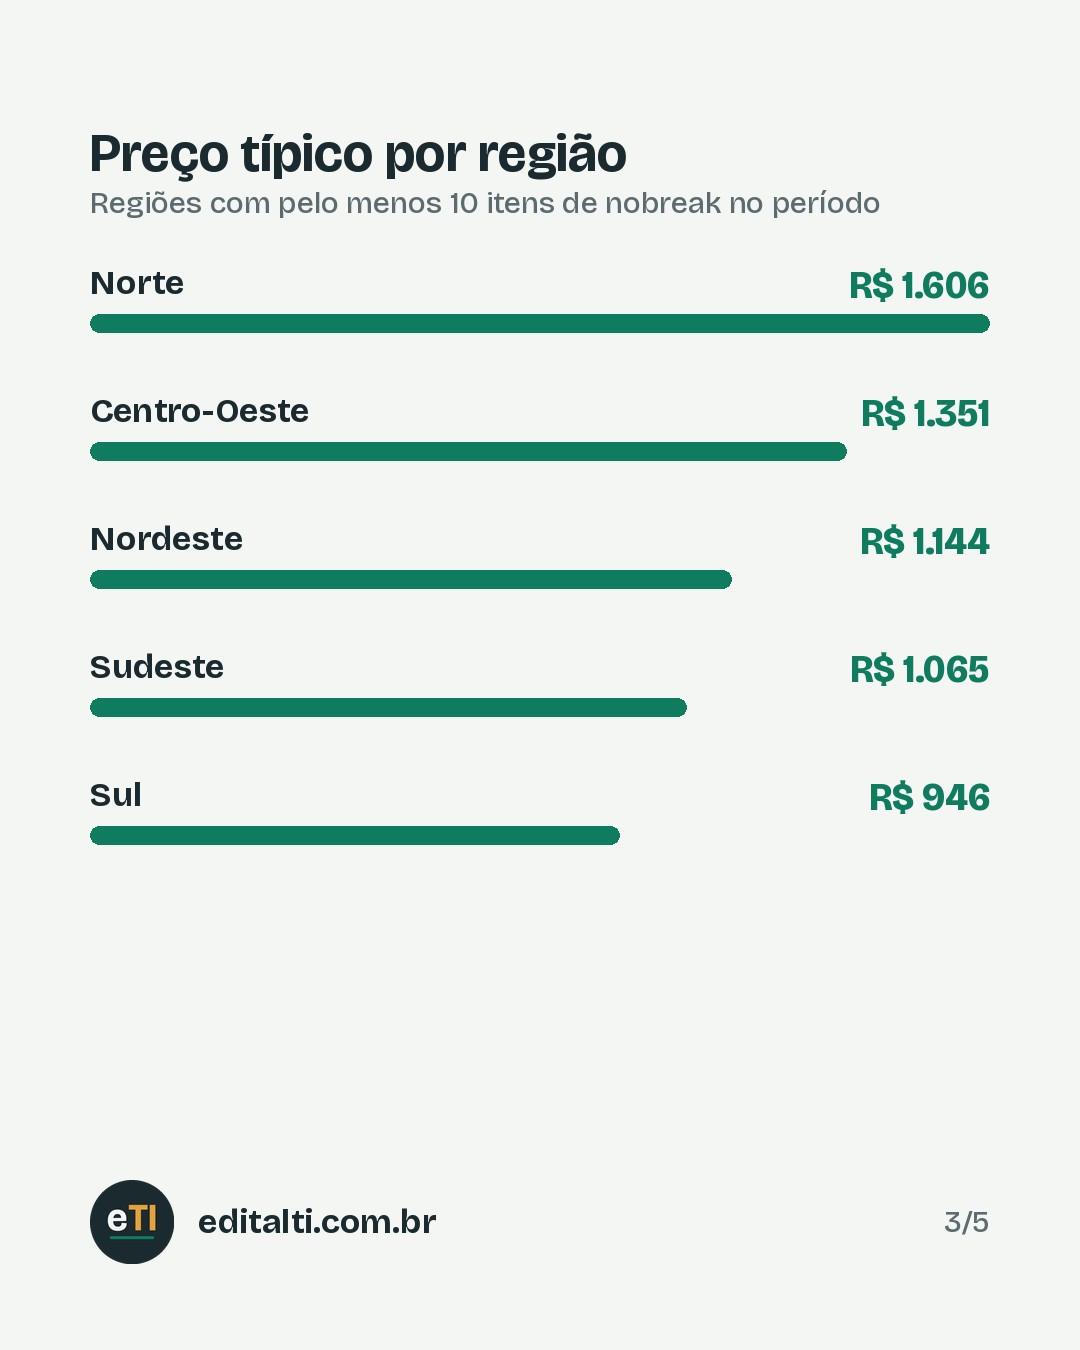 Preço típico por região
Regiões com pelo menos 10 itens de nobreak no período
Norte
R$ 1.606
Centro-Oeste
R$ 1.351
Nordeste
R$ 1.144
Sudeste
R$ 1.065
Sul
R$ 946
eTI
editalti.com.br
3/5